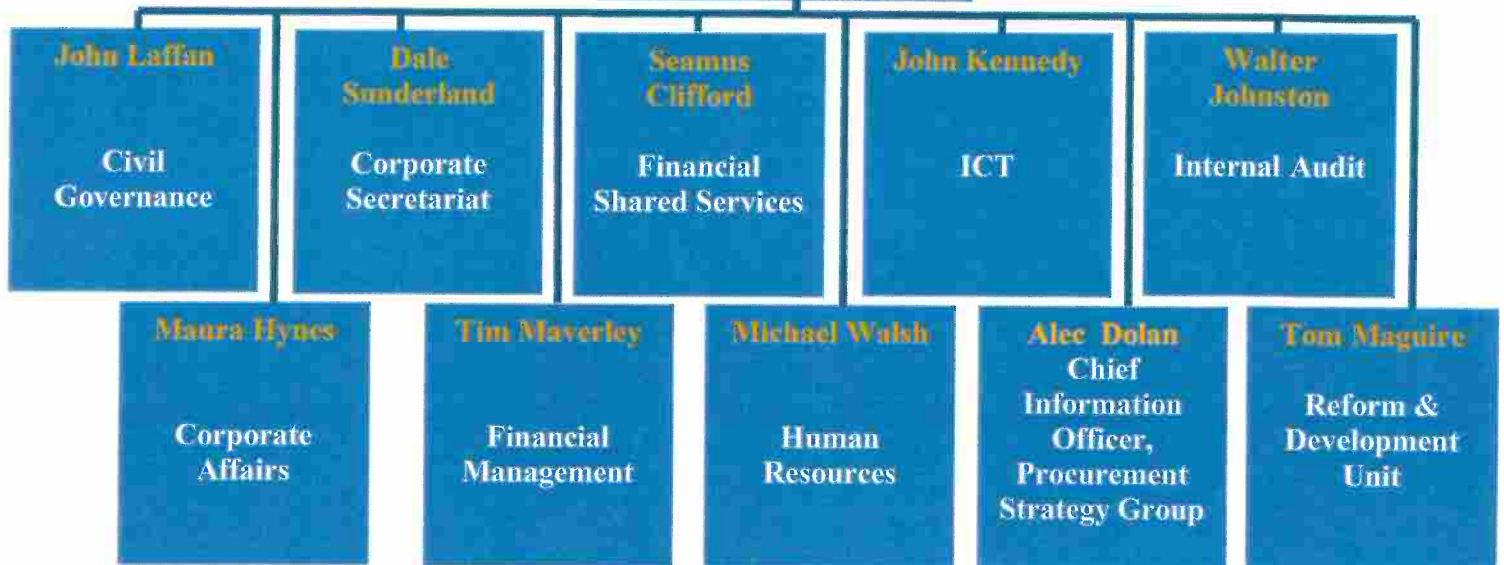 John Laffan
Civil
Governance
Dale
Sunderland
Corporate
Secretariat
Seamus
Clifford
Financial
Shared Services
John Kennedy
ICT
Walter
Johnston
Internal Audit
Maura Hynes
Corporate
Affairs
Tim Maverley
Financial
Management
Michael Walsh
Human
Resources
Alec Dolan
Chief
Information
Officer,
Procurement
Strategy Group
Tom Maguire
Reform &
Development
Unit